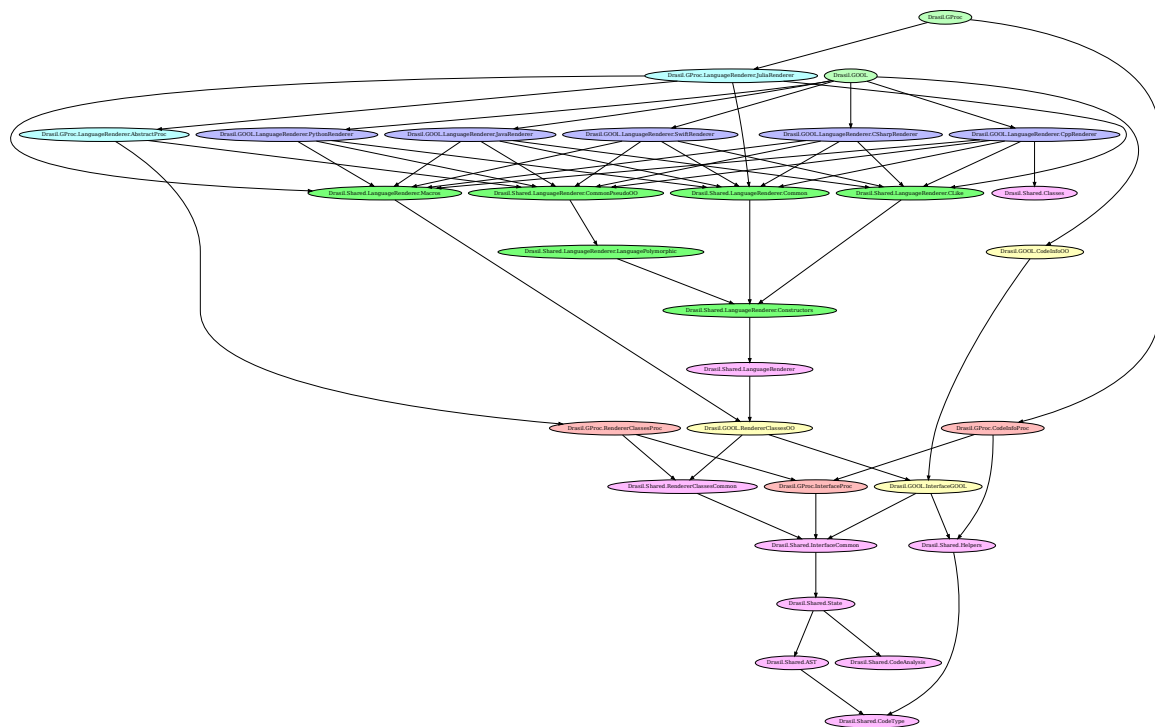 Drasil.GProc
Drasil.GProc.LanguageRenderer.JuliaRenderer
Drasil.GOOL
Drasil.GProc.LanguageRenderer.AbstractProc
Drasil.GOOL.LanguageRenderer.PythonRenderer
Drasil.GOOL.LanguageRenderer.JavaRenderer
Drasil.GOOL.LanguageRenderer.SwiftRenderer
Drasil.GOOL.LanguageRenderer.CSharpRenderer
Drasil.GOOL.LanguageRenderer.CppRenderer
Drasil.Shared.LanguageRenderer.Macros
Drasil.Shared.LanguageRenderer.CommonPseudoOO
Drasil.Shared.LanguageRenderer.Common
Drasil.Shared.LanguageRenderer.CLike
Drasil.Shared.Classes
Drasil.Shared.LanguageRenderer.LanguagePolymorphic
Drasil.GOOL.CodeInfoOO
Drasil.Shared.LanguageRenderer.Constructors
Drasil.Shared.LanguageRenderer
Drasil.GProc.RendererClassesProc
Drasil.GOOL.RendererClassesOO
Drasil.GProc.CodeInfoProc
Drasil.Shared.RendererClassesCommon
Drasil.GProc.InterfaceProc
Drasil.GOOL.InterfaceGOOL
Drasil.Shared.InterfaceCommon
Drasil.Shared.Helpers
Drasil.Shared.State
Drasil.Shared.AST
Drasil.Shared.CodeAnalysis
Drasil.Shared.CodeType